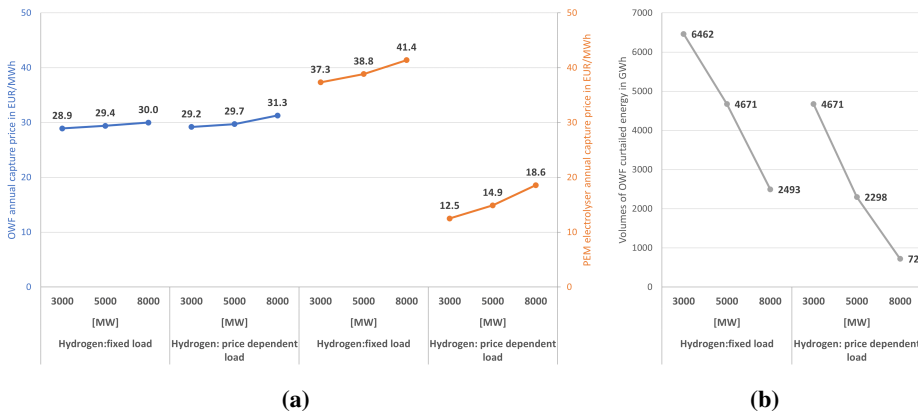 OWF annual capture price in EUR/MWh
50
40
30
20
10
0
28.9 29.4 30.0
29.2 29.7 31.3
37.3 38.8 41.4
12.5 14.9 18.6
50
40
30
20
10
0
PEM electrolyser annual capture price in EUR/MWh
3000 5000 8000 3000 5000 8000 3000 5000 8000 3000 5000 8000
[MW] [MW] [MW] [MW]
Hydrogen:fixed load Hydrogen: price dependent Hydrogen:fixed load Hydrogen: price dependent
load load
(a)
Volumes of OWF curtailed energy in GWh
7000
6000
5000
4000
3000
2000
1000
0
6462
4671
2493
4671
2298
3000 5000 8000 3000 5000 8000
[MW] [MW]
Hydrogen:fixed load Hydrogen: price dependent
load
(b)